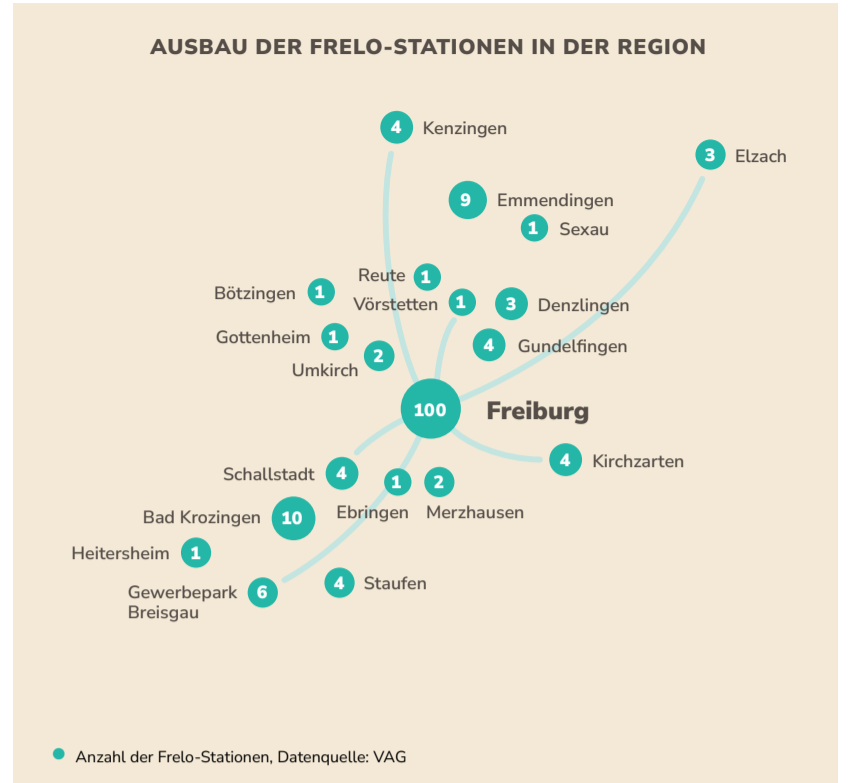 AUSBAU DER FRELO-STATIONEN IN DER REGION
4 Kenzingen
3 Elzach
9 Emmendingen
1 Sexau
Reute 1
Bötzingen 1
Vörstetten 1
3 Denzlingen
Gottenheim 1
4 Gundelfingen
2
Umkirch
100 Freiburg
4 Kirchzarten
Schallstadt 4
1
2
Ebringen
Merzhausen
Bad Krozingen 10
Heitersheim 1
Gewerbepark 6
Breisgau
4 Staufen
Anzahl der Frelo-Stationen, Datenquelle: VAG